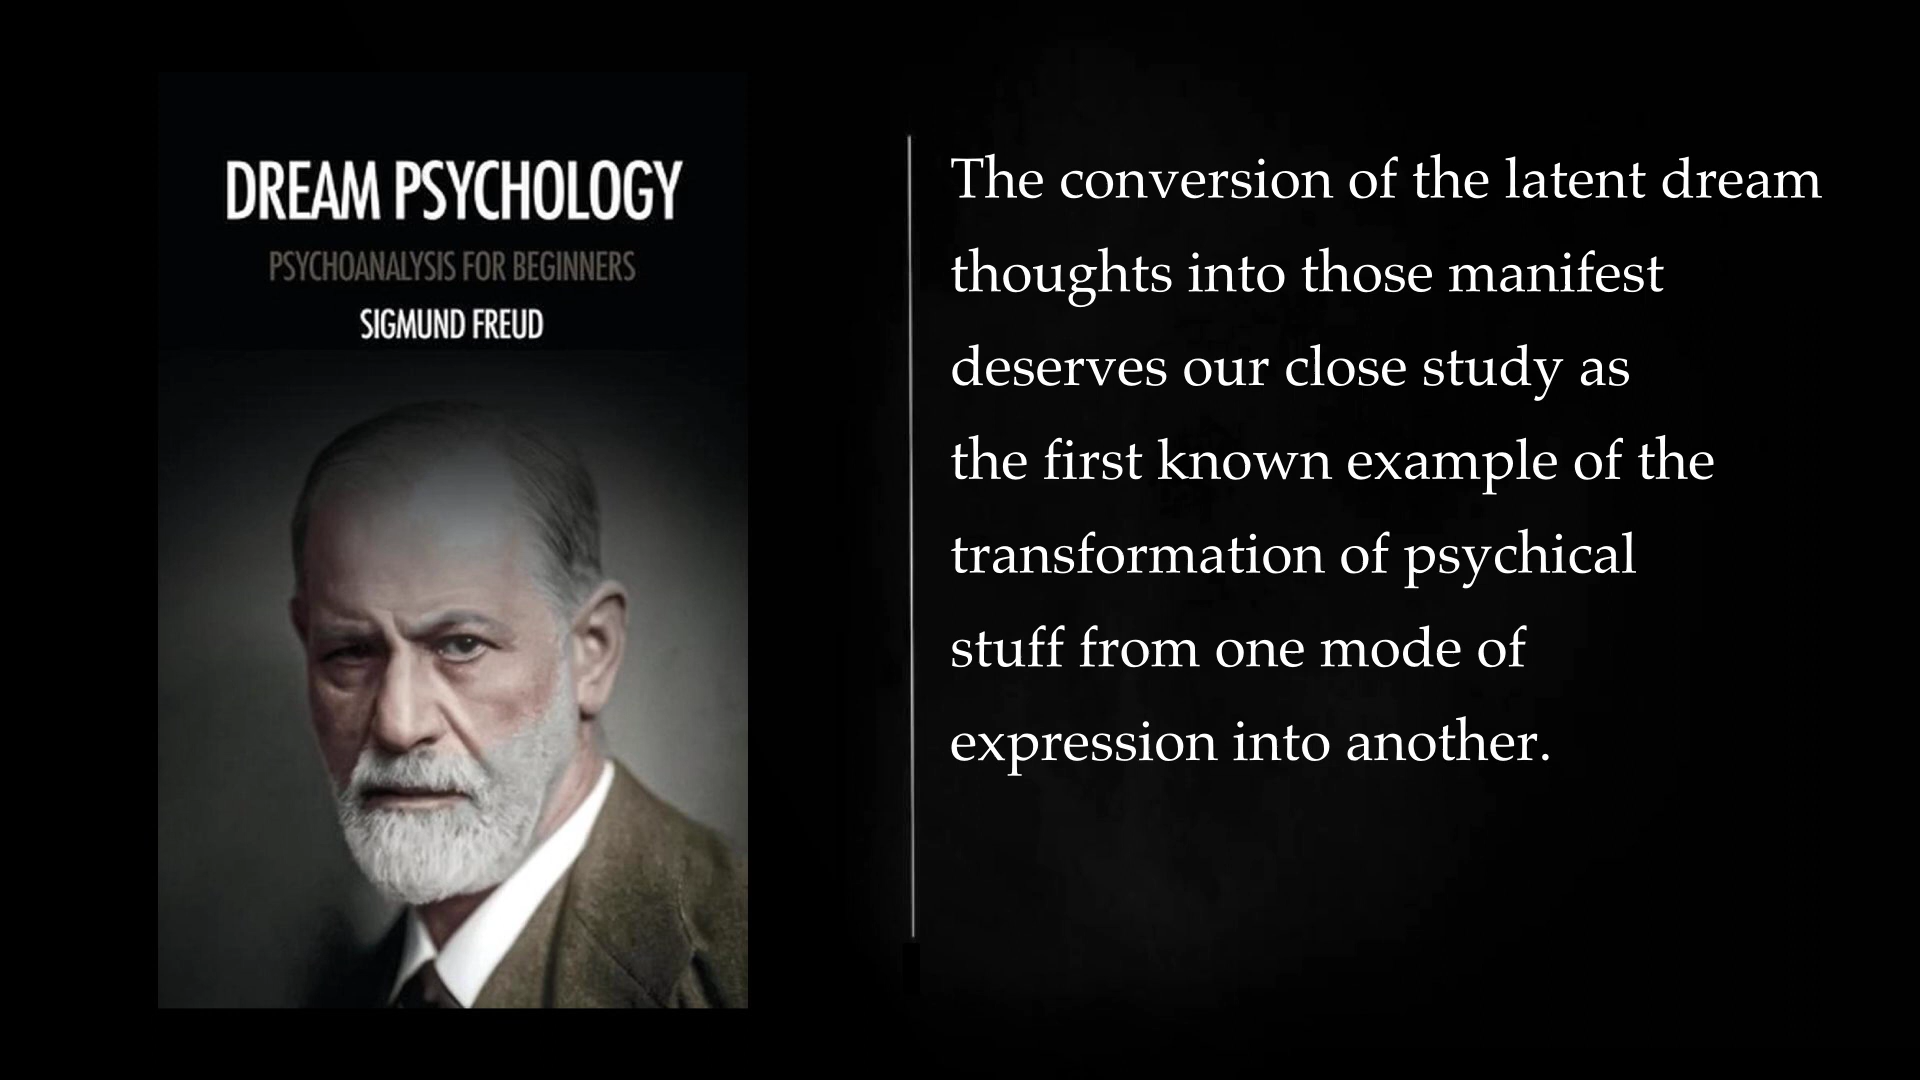 DREAM PSYCHOLOGY
PSYCHOANALYSIS FOR BEGINNERS
SIGMUND FREUD
The conversion of the latent dream
thoughts into those manifest
deserves our close study as
the first known example of the
transformation of psychical
stuff from one mode of
expression into another.